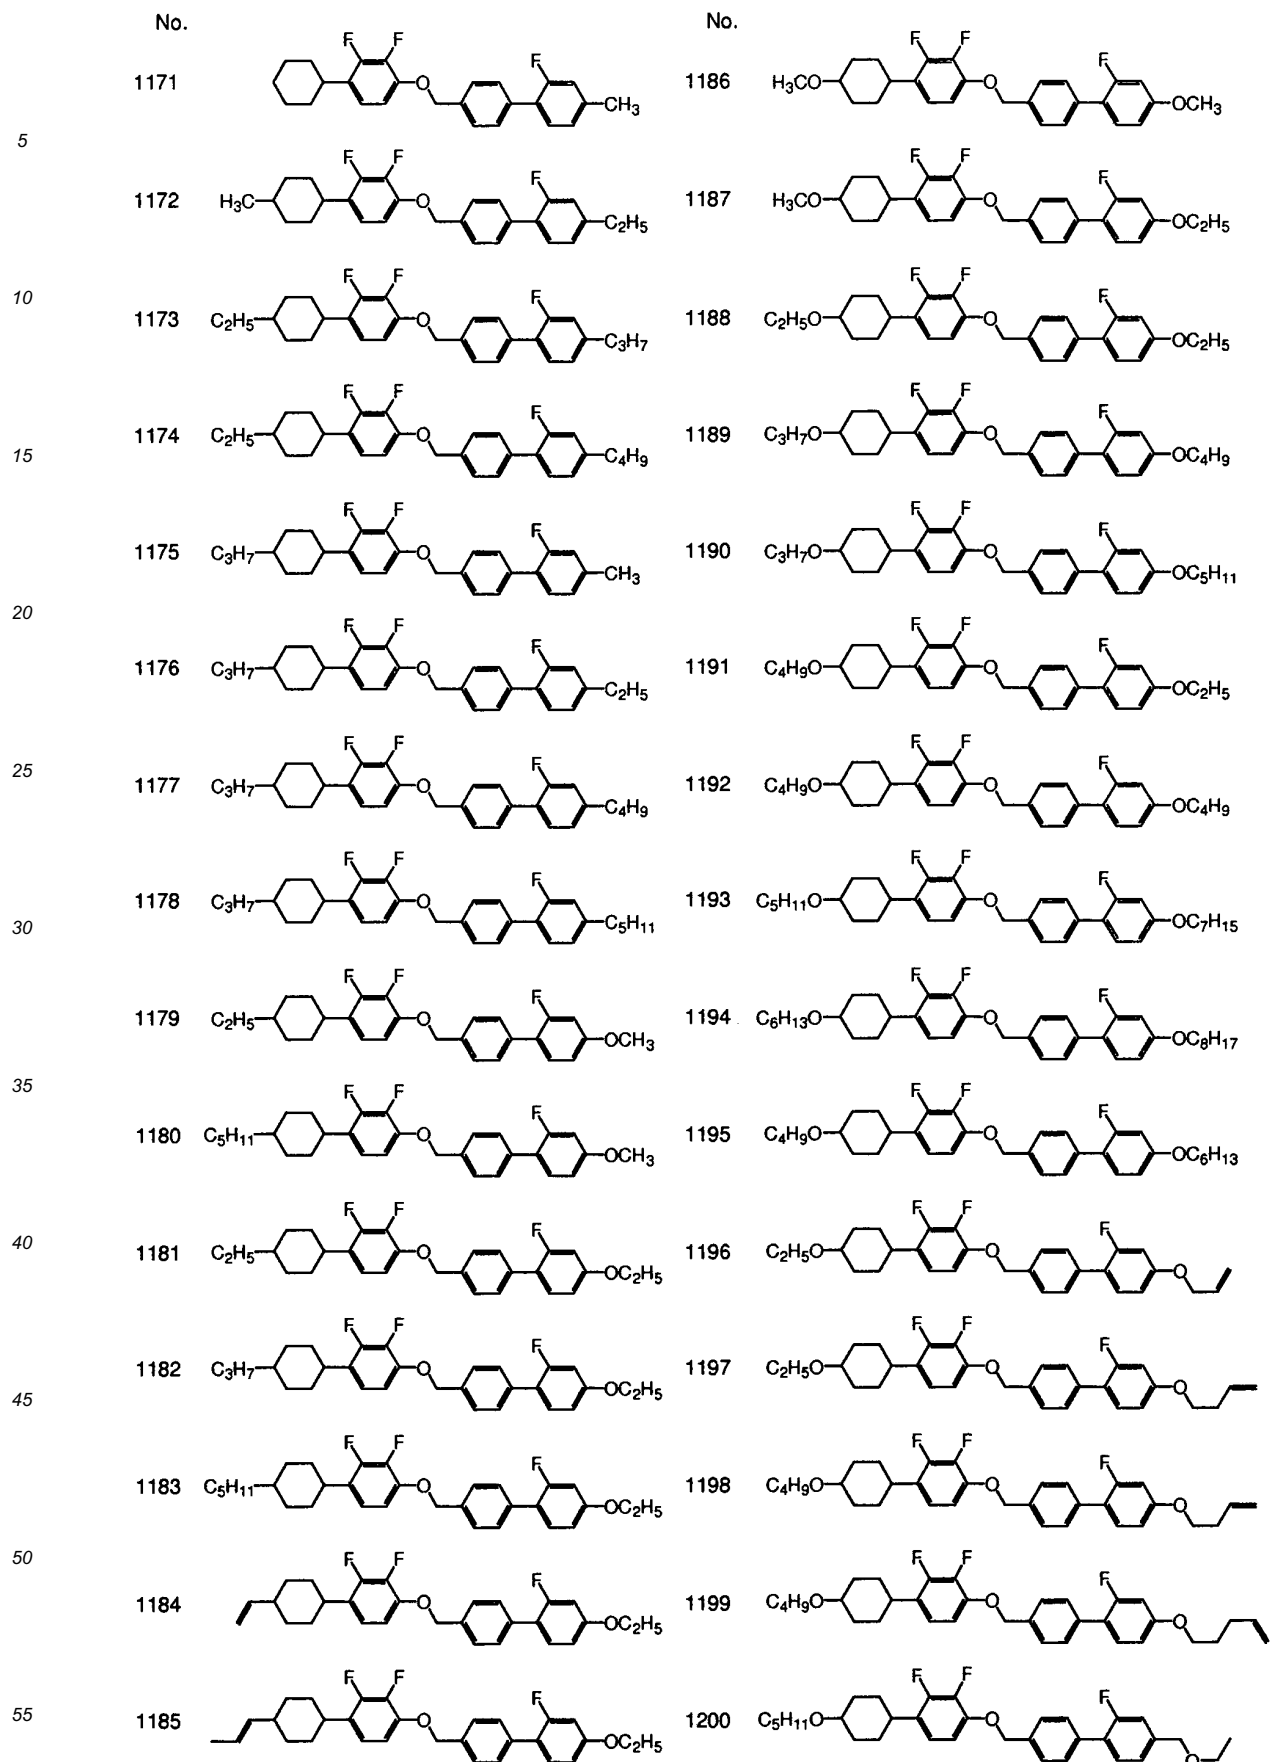 No.
No.
F F
F
1171
O
CH3
1186
H3CO
F F
O
F
OCH3
5
1172
H3C
F F
O
F
C2H5
1187
H3CO
F F
O
F
OC2H5
10
1173
C2H5
F F
O
F
C3H7
1188
C2H5O
F F
O
F
OC2H5
1174
C2H5
F F
O
F
C4H9
1189
C3H7O
F F
O
F
OC4H9
15
1175
C3H7
F F
O
F
CH3
1190
C3H7O
F F
O
F
OC5H11
20
1176
C3H7
F F
O
F
C2H5
1191
C4H9O
F F
O
F
OC2H5
25
1177
C3H7
F F
O
F
C4H9
1192
C4H9O
F F
O
F
OC4H9
1178
C3H7
F F
O
F
C5H11
1193
C5H11O
F F
O
F
OC7H15
30
1179
C2H5
F F
O
F
OCH3
1194
C6H13O
F F
O
F
OC8H17
35
1180
C5H11
F F
O
F
OCH3
1195
C4H9O
F F
O
F
OC6H13
40
1181
C2H5
F F
O
F
OC2H5
1196
C2H5O
F F
O
F
O
1182
C3H7
F F
O
F
OC2H5
1197
C2H5O
F F
O
F
O
45
1183
C5H11
F F
O
F
OC2H5
1198
C4H9O
F F
O
F
O
50
1184
F F
O
F
OC2H5
1199
C4H9O
F F
O
F
O
55
1185
F F
O
F
OC2H5
1200
C5H11O
F F
O
F
O